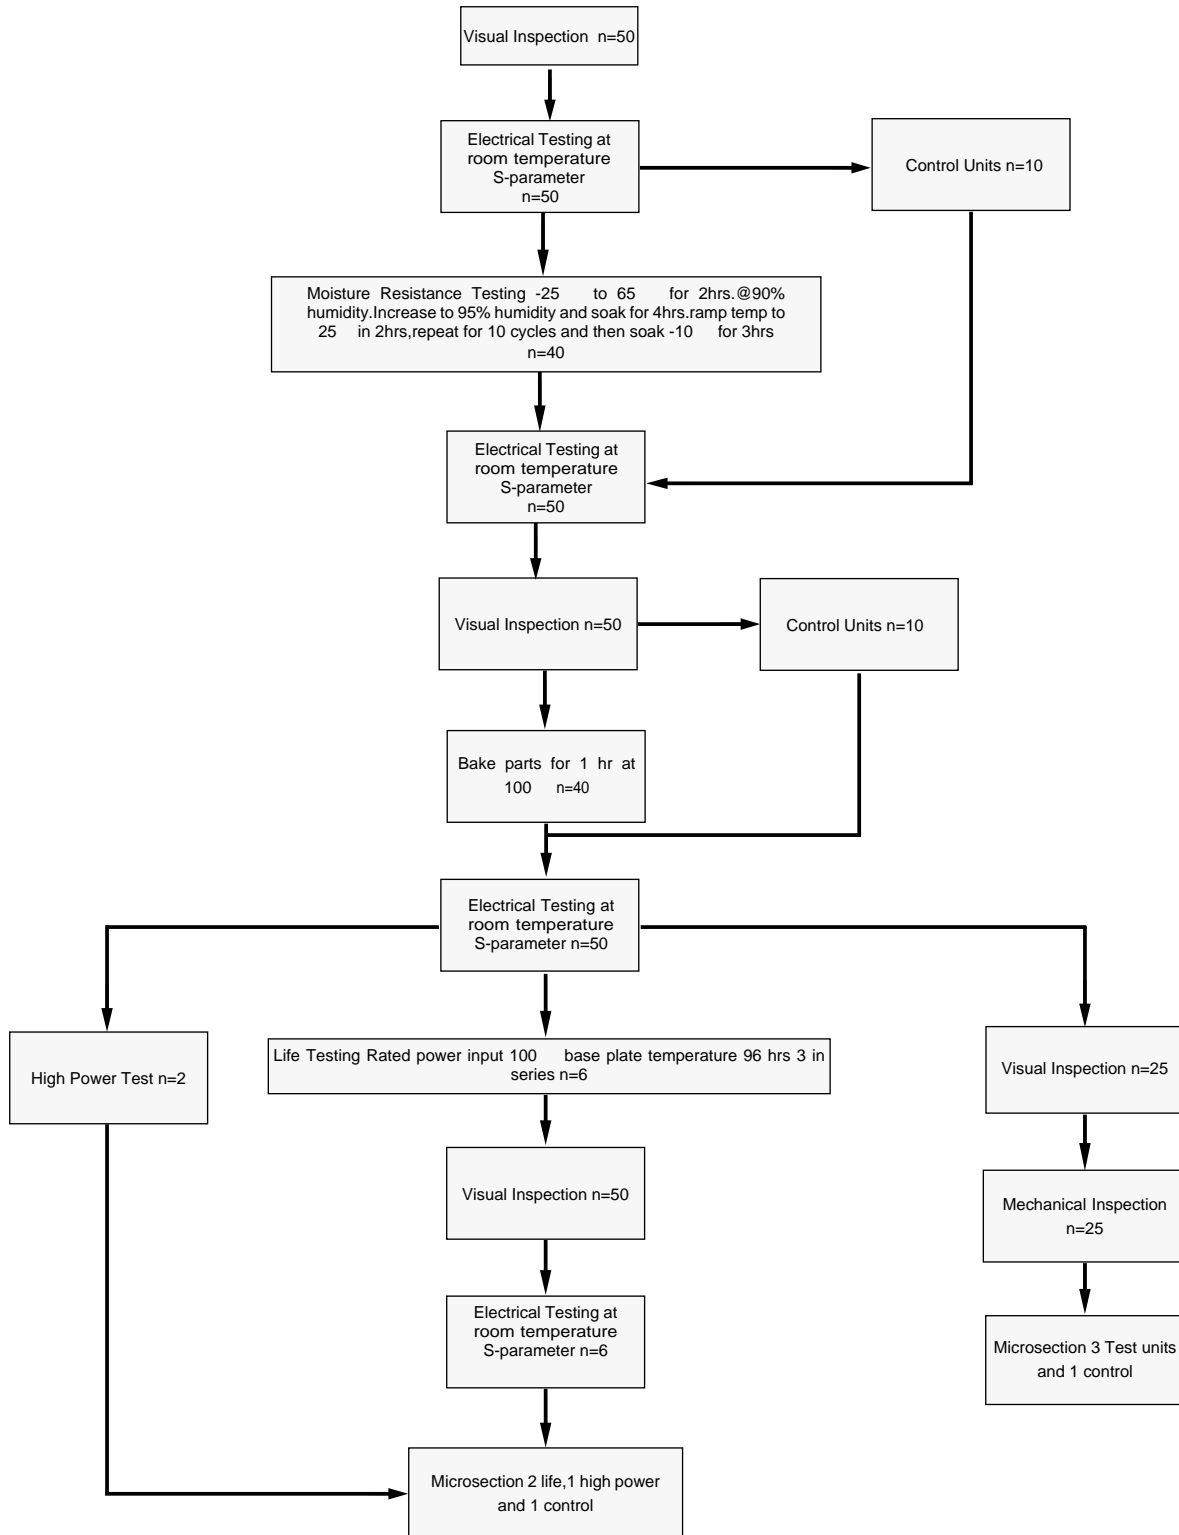 Visual Inspection n=50
Electrical Testing at
room temperature
S-parameter
n=50
Control Units n=10
Moisture Resistance Testing -25 to 65 for 2hrs.@90%
humidity.Increase to 95% humidity and soak for 4hrs.ramp temp to
25 in 2hrs,repeat for 10 cycles and then soak -10 for 3hrs
n=40
Electrical Testing at
room temperature
S-parameter
n=50
Visual Inspection n=50
Control Units n=10
Bake parts for 1 hr at
100 n=40
Electrical Testing at
room temperature
S-parameter n=50
High Power Test n=2
Life Testing Rated power input 100 base plate temperature 96 hrs 3 in
series n=6
Visual Inspection n=25
Visual Inspection n=50
Mechanical Inspection
n=25
Electrical Testing at
room temperature
S-parameter n=6
Microsection 3 Test units
and 1 control
Microsection 2 life,1 high power
and 1 control